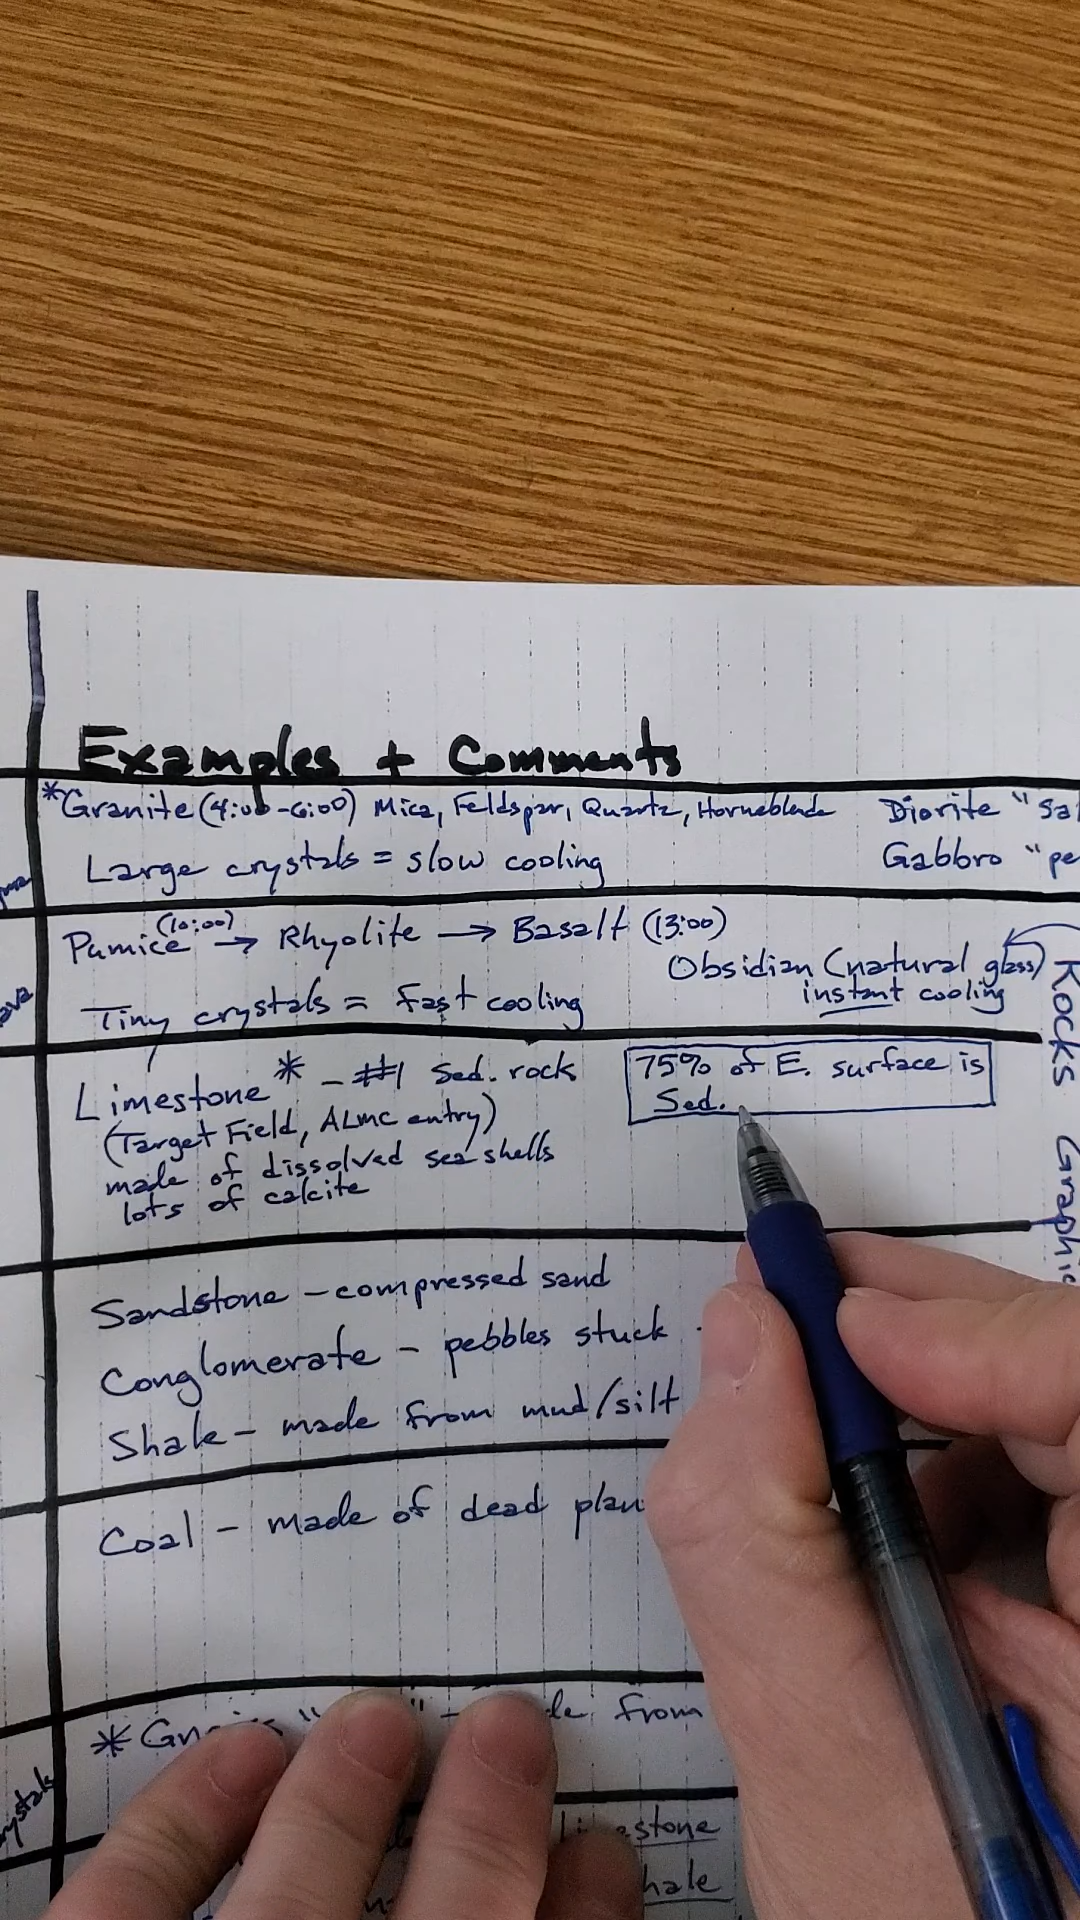 Examples + Comments
*Granite (4:00-6:00) Mica, Feldspar, Quartz, Horneblende Diorite "Sa
Large crystals = slow cooling Gabbro "pe
(10:00)
Pumice → Rhyolite → Basalt (13:00)
Obsidian (natural glass)
instant cooling
Tiny crystals = fast cooling
Limestone* - #1 Sed. rock
(Target Field, ALMC entry)
made of dissolved sea shells
lots of calcite
75% of E. surface is
Sed.
Rocks Graphic
Sandstone - compressed sand
Conglomerate - pebbles stuck
Shale - made from mud/silt
Coal - made of dead plan
from
limestone
hale